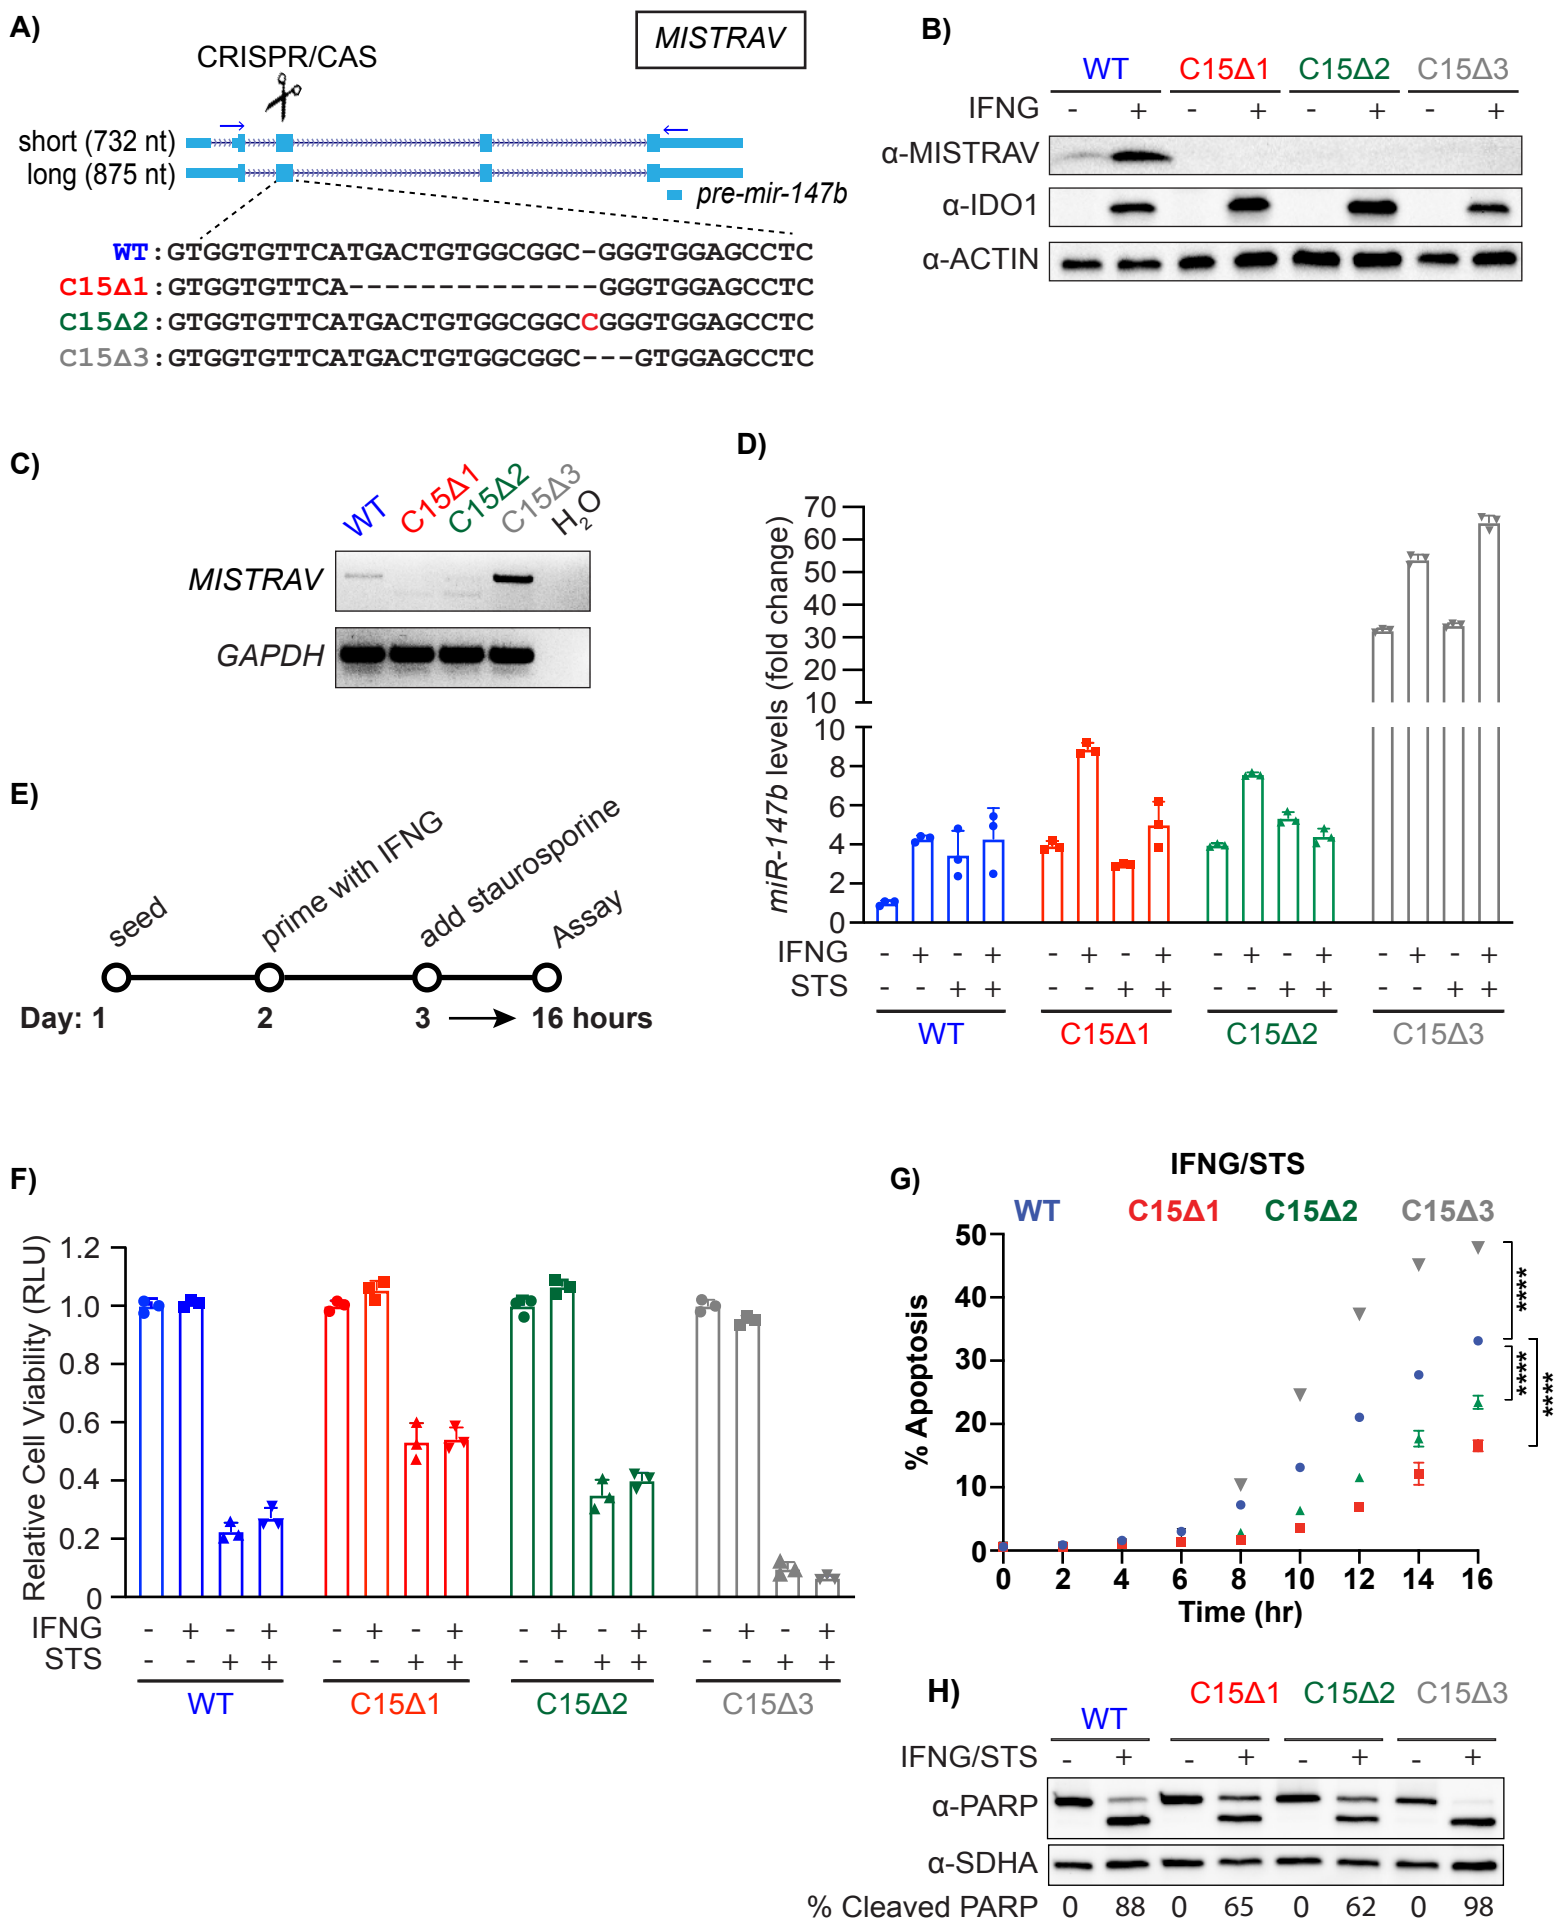 A)
MISTRAV
CRISPR/CAS
short (732 nt)
long (875 nt)
pre-mir-147b
WT:GTGGTGTTCATGACTGTGGCGGC-GGGTGGAGCCTC
C15Δ1:GTGGTGTTCA--------------GGGTGGAGCCTC
C15Δ2:GTGGTGTTCATGACTGTGGCGGCCGGGTGGAGCCTC
C15Δ3:GTGGTGTTCATGACTGTGGCGGC---GTGGAGCCTC
B)
WT C15Δ1 C15Δ2 C15Δ3
IFNG - + - + - + - +
α-MISTRAV
α-IDO1
α-ACTIN
C)
WT C15Δ1 C15Δ2 C15Δ3 H2O
MISTRAV
GAPDH
D)
miR-147b levels (fold change)
70
60
50
40
30
20
10
10
8
6
4
2
0
IFNG - + - + - + - + - + - + - + - +
STS - - + + - - + + - - + + - - + +
WT C15Δ1 C15Δ2 C15Δ3
E)
seed
prime with IFNG
add staurosporine
Assay
Day: 1 2 3 16 hours
F)
Relative Cell Viability (RLU)
1.2
1.0
0.8
0.6
0.4
0.2
0
IFNG - + - + - + - + - + - + - + - +
STS - - + + - - + + - - + + - - + +
WT C15Δ1 C15Δ2 C15Δ3
G)
IFNG/STS
WT C15Δ1 C15Δ2 C15Δ3
% Apoptosis
50
40
30
20
10
0
0 2 4 6 8 10 12 14 16
Time (hr)
****
****
****
H)
WT C15Δ1 C15Δ2 C15Δ3
IFNG/STS - + - + - + - +
α-PARP
α-SDHA
% Cleaved PARP 0 88 0 65 0 62 0 98